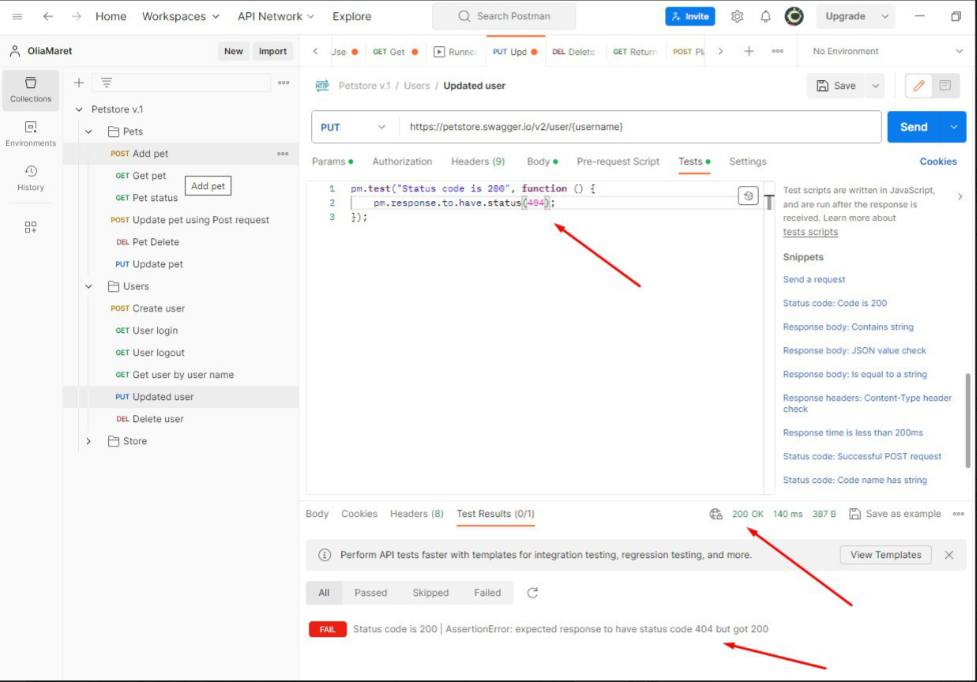 Home Workspaces API Network Explore Search Postman Invite Upgrade
OliaMaret New Import
GET Get Runner PUT Upd DEL Delete GET Return POST No Environment
Collections
Environments
History
Petstore v.1
Pets
POST Add pet
GET Get pet
Add pet
GET Pet status
POST Update pet using Post request
DEL Pet Delete
PUT Update pet
Users
POST Create user
GET User login
GET User logout
GET Get user by user name
PUT Updated user
DEL Delete user
Store
HTTP Petstore v.1 / Users / Updated user Save
PUT https://petstore.swagger.io/v2/user/{username} Send
Params Authorization Headers (9) Body Pre-request Script Tests Settings Cookies
1 pm.test("Status code is 200", function () {
2 pm.response.to.have.status(404);
3 });
Test scripts are written in JavaScript,
and are run after the response is
received. Learn more about
tests scripts
Snippets
Send a request
Status code: Code is 200
Response body: Contains string
Response body: JSON value check
Response body: Is equal to a string
Response headers: Content-Type header
check
Response time is less than 200ms
Status code: Successful POST request
Status code: Code name has string
Body Cookies Headers (8) Test Results (0/1) 200 OK 140 ms 387 B Save as example
Perform API tests faster with templates for integration testing, regression testing, and more. View Templates
All Passed Skipped Failed
FAIL Status code is 200 | AssertionError: expected response to have status code 404 but got 200